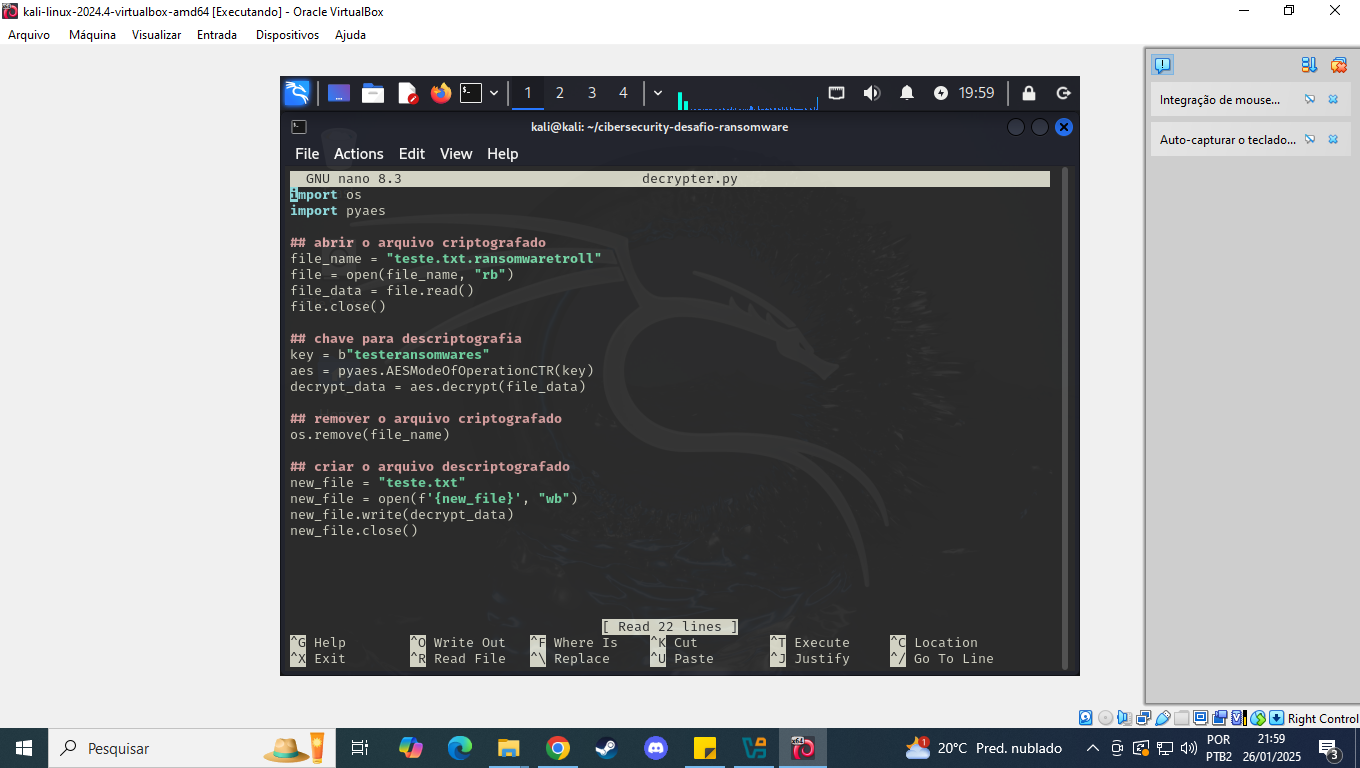 kali-linux-2024.4-virtualbox-amd64 [Executando] - Oracle VirtualBox
Arquivo Máquina Visualizar Entrada Dispositivos Ajuda
1 2 3 4 19:59
kali@kali: ~/cibersecurity-desafio-ransomware
File Actions Edit View Help
GNU nano 8.3 decrypter.py
import os
import pyaes
## abrir o arquivo criptografado
file_name = "teste.txt.ransomwaretroll"
file = open(file_name, "rb")
file_data = file.read()
file.close()
## chave para descriptografia
key = b"testeransomwares"
aes = pyaes.AESModeOfOperationCTR(key)
decrypt_data = aes.decrypt(file_data)
## remover o arquivo criptografado
os.remove(file_name)
## criar o arquivo descriptografado
new_file = "teste.txt"
new_file = open(f'{new_file}', "wb")
new_file.write(decrypt_data)
new_file.close()
[ Read 22 lines ]
^G Help ^O Write Out ^F Where Is ^K Cut ^T Execute ^C Location
^X Exit ^R Read File ^\ Replace ^U Paste ^J Justify ^/ Go To Line
Integração de mouse...
Auto-capturar o teclado...
Right Control
Pesquisar
20°C Pred. nublado
POR
PTB2
21:59
26/01/2025
1
3